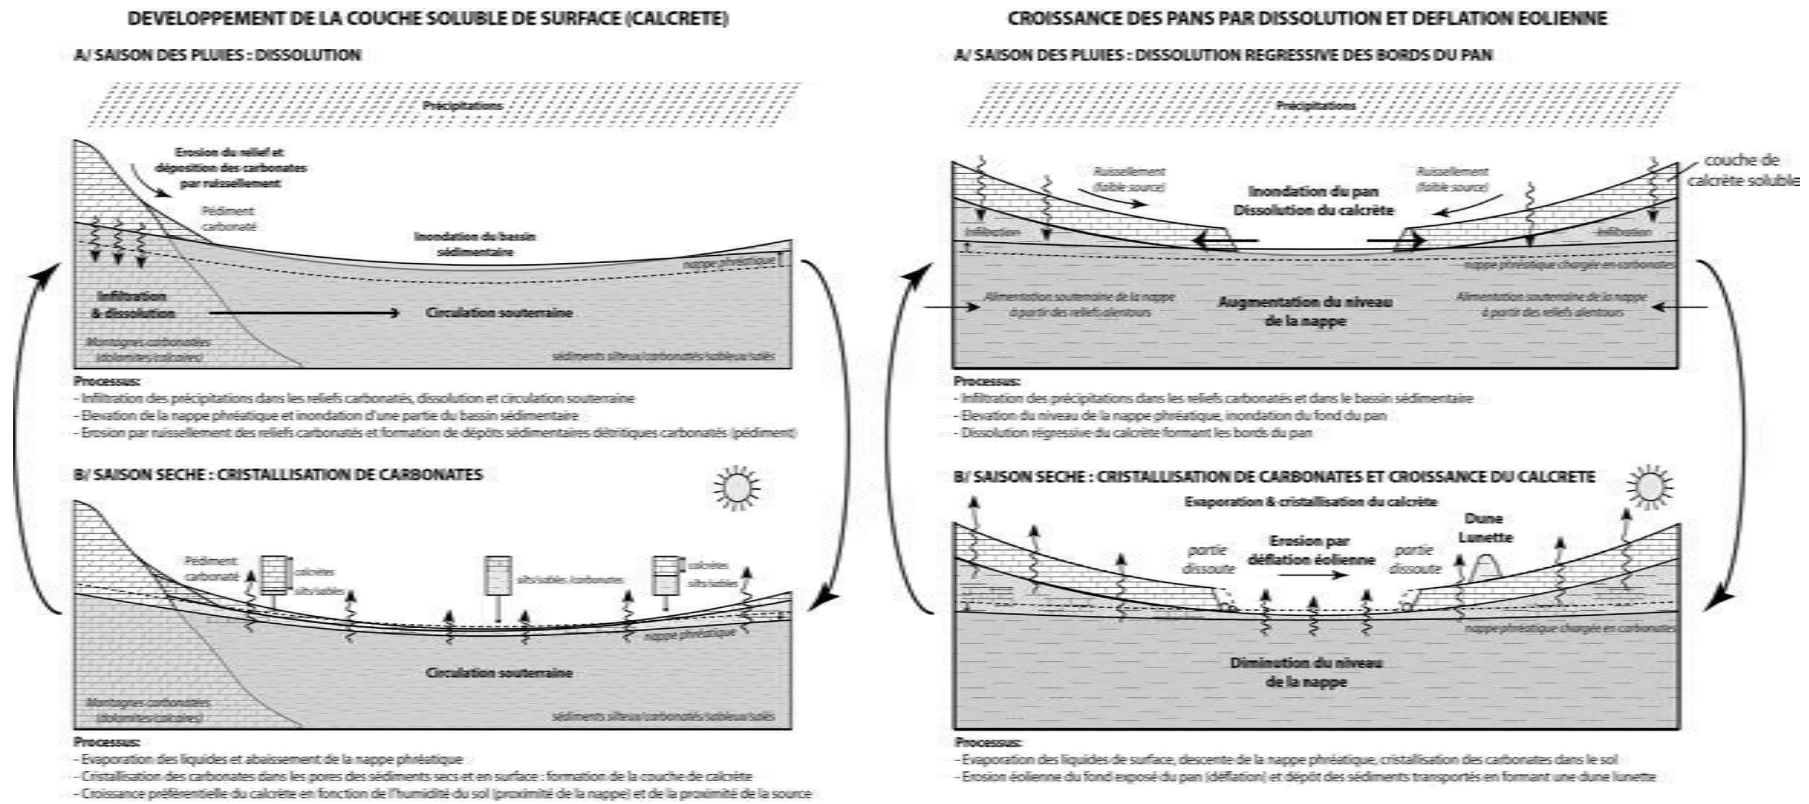 DEVELOPPEMENT DE LA COUCHE SOLUBLE DE SURFACE (CALCRETE)
A/ SAISON DES PLUIES : DISSOLUTION
Précipitations
Erosion du relief et
déposition des carbonates
par ruissellement
Pédiment
carbonaté
Inondation du bassin
sédimentaire
nappe phréatique
Infiltration
& dissolution
Circulation souterraine
Montagnes carbonatées
(dolomites/calcaires)
sédiments silteux/carbonatés/sableux/salés
Processus:
- Infiltration des précipitations dans les reliefs carbonatés, dissolution et circulation souterraine
- Elevation de la nappe phréatique et inondation d'une partie du bassin sédimentaire
- Erosion par ruissellement des reliefs carbonatés et formation de dépôts sédimentaires détritiques carbonatés (pédiment)
B/ SAISON SECHE : CRISTALLISATION DE CARBONATES
Pédiment
carbonaté
calcrètes
silts/sables
silts/sables/carbonates
calcrètes
silts/sables
nappe phréatique
Circulation souterraine
Montagnes carbonatées
(dolomites/calcaires)
sédiments silteux/carbonatés/sableux/salés
Processus:
- Evaporation des liquides et abaissement de la nappe phréatique
- Cristallisation des carbonates dans les pores des sédiments secs et en surface : formation de la couche de calcrète
- Croissance préférentielle du calcrète en fonction de l'humidité du sol (proximité de la nappe) et de la proximité de la source
CROISSANCE DES PANS PAR DISSOLUTION ET DEFLATION EOLIENNE
A/ SAISON DES PLUIES : DISSOLUTION REGRESSIVE DES BORDS DU PAN
Précipitations
couche de
calcrète soluble
Ruissellement
(faible source)
Inondation du pan
Dissolution du calcrète
Ruissellement
(faible source)
Infiltration
Infiltration
nappe phréatique chargée en carbonates
Alimentation souterraine de la nappe
à partir des reliefs alentours
Augmentation du niveau
de la nappe
Alimentation souterraine de la nappe
à partir des reliefs alentours
Processus:
- Infiltration des précipitations dans les reliefs carbonatés et dans le bassin sédimentaire
- Elevation du niveau de la nappe phréatique, inondation du fond du pan
- Dissolution régressive du calcrète formant les bords du pan
B/ SAISON SECHE : CRISTALLISATION DE CARBONATES ET CROISSANCE DU CALCRETE
Evaporation & cristallisation du calcrète
Dune
Lunette
partie
dissoute
Erosion par
déflation éolienne
partie
dissoute
nappe phréatique chargée en carbonates
Diminution du niveau
de la nappe
Processus:
- Evaporation des liquides de surface, descente de la nappe phréatique, cristallisation des carbonates dans le sol
- Erosion éolienne du fond exposé du pan (déflation) et dépôt des sédiments transportés en formant une dune lunette